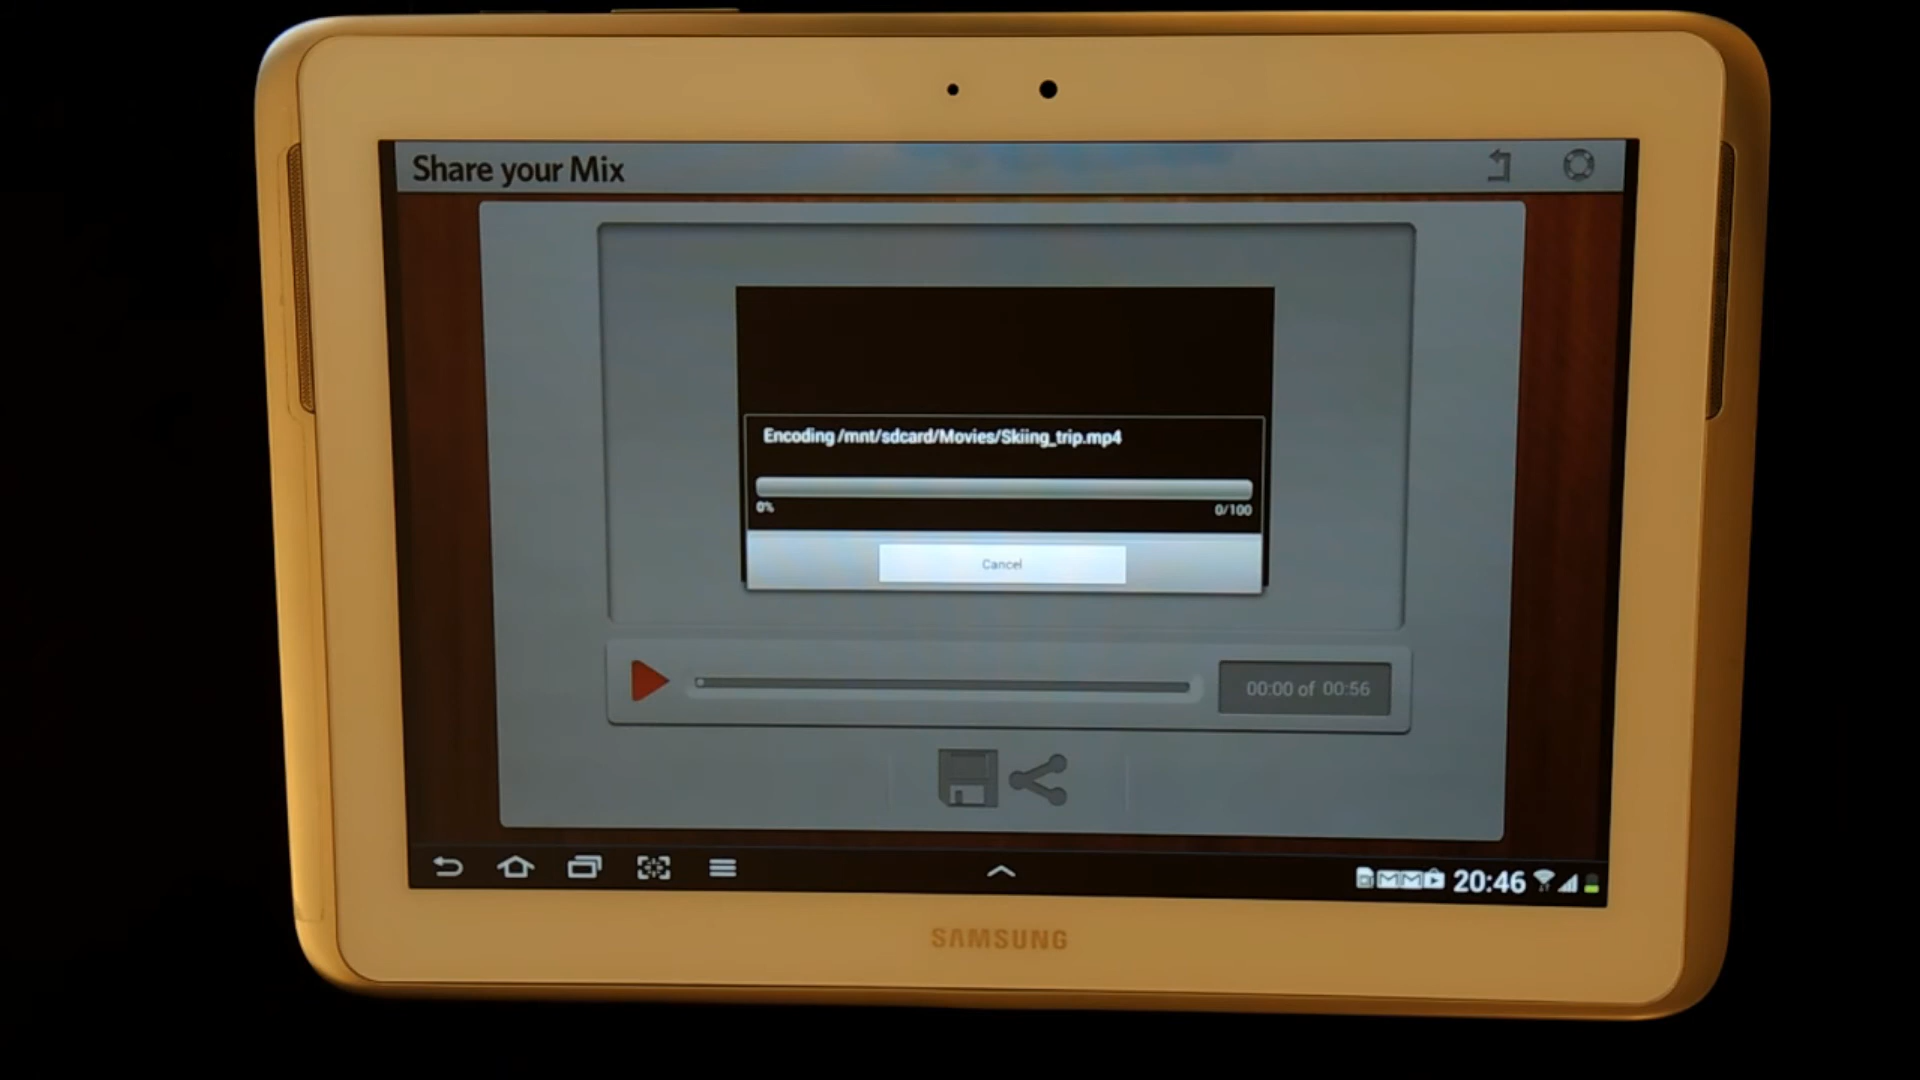 Share your Mix
Encoding /mnt/sdcard/Movies/Skiing_trip.mp4
0%
0/100
Cancel
00:00 of 00:56
20:46
SAMSUNG